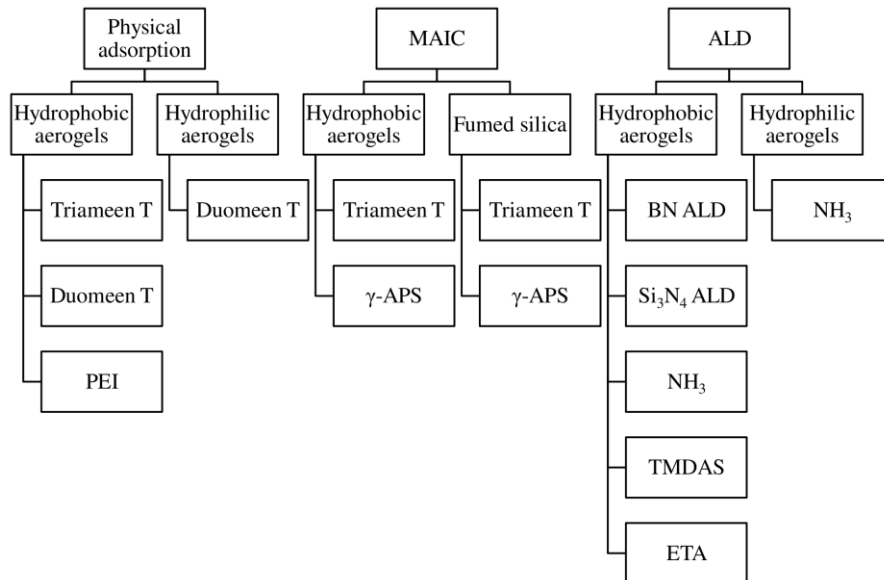 Physical
adsorption
MAIC
ALD
Hydrophobic
aerogels
Hydrophilic
aerogels
Hydrophobic
aerogels
Fumed silica
Hydrophobic
aerogels
Hydrophilic
aerogels
Triameen T
Duomeen T
Triameen T
Triameen T
BN ALD
NH₃
Duomeen T
γ-APS
γ-APS
Si₃N₄ ALD
PEI
NH₃
TMDAS
ETA